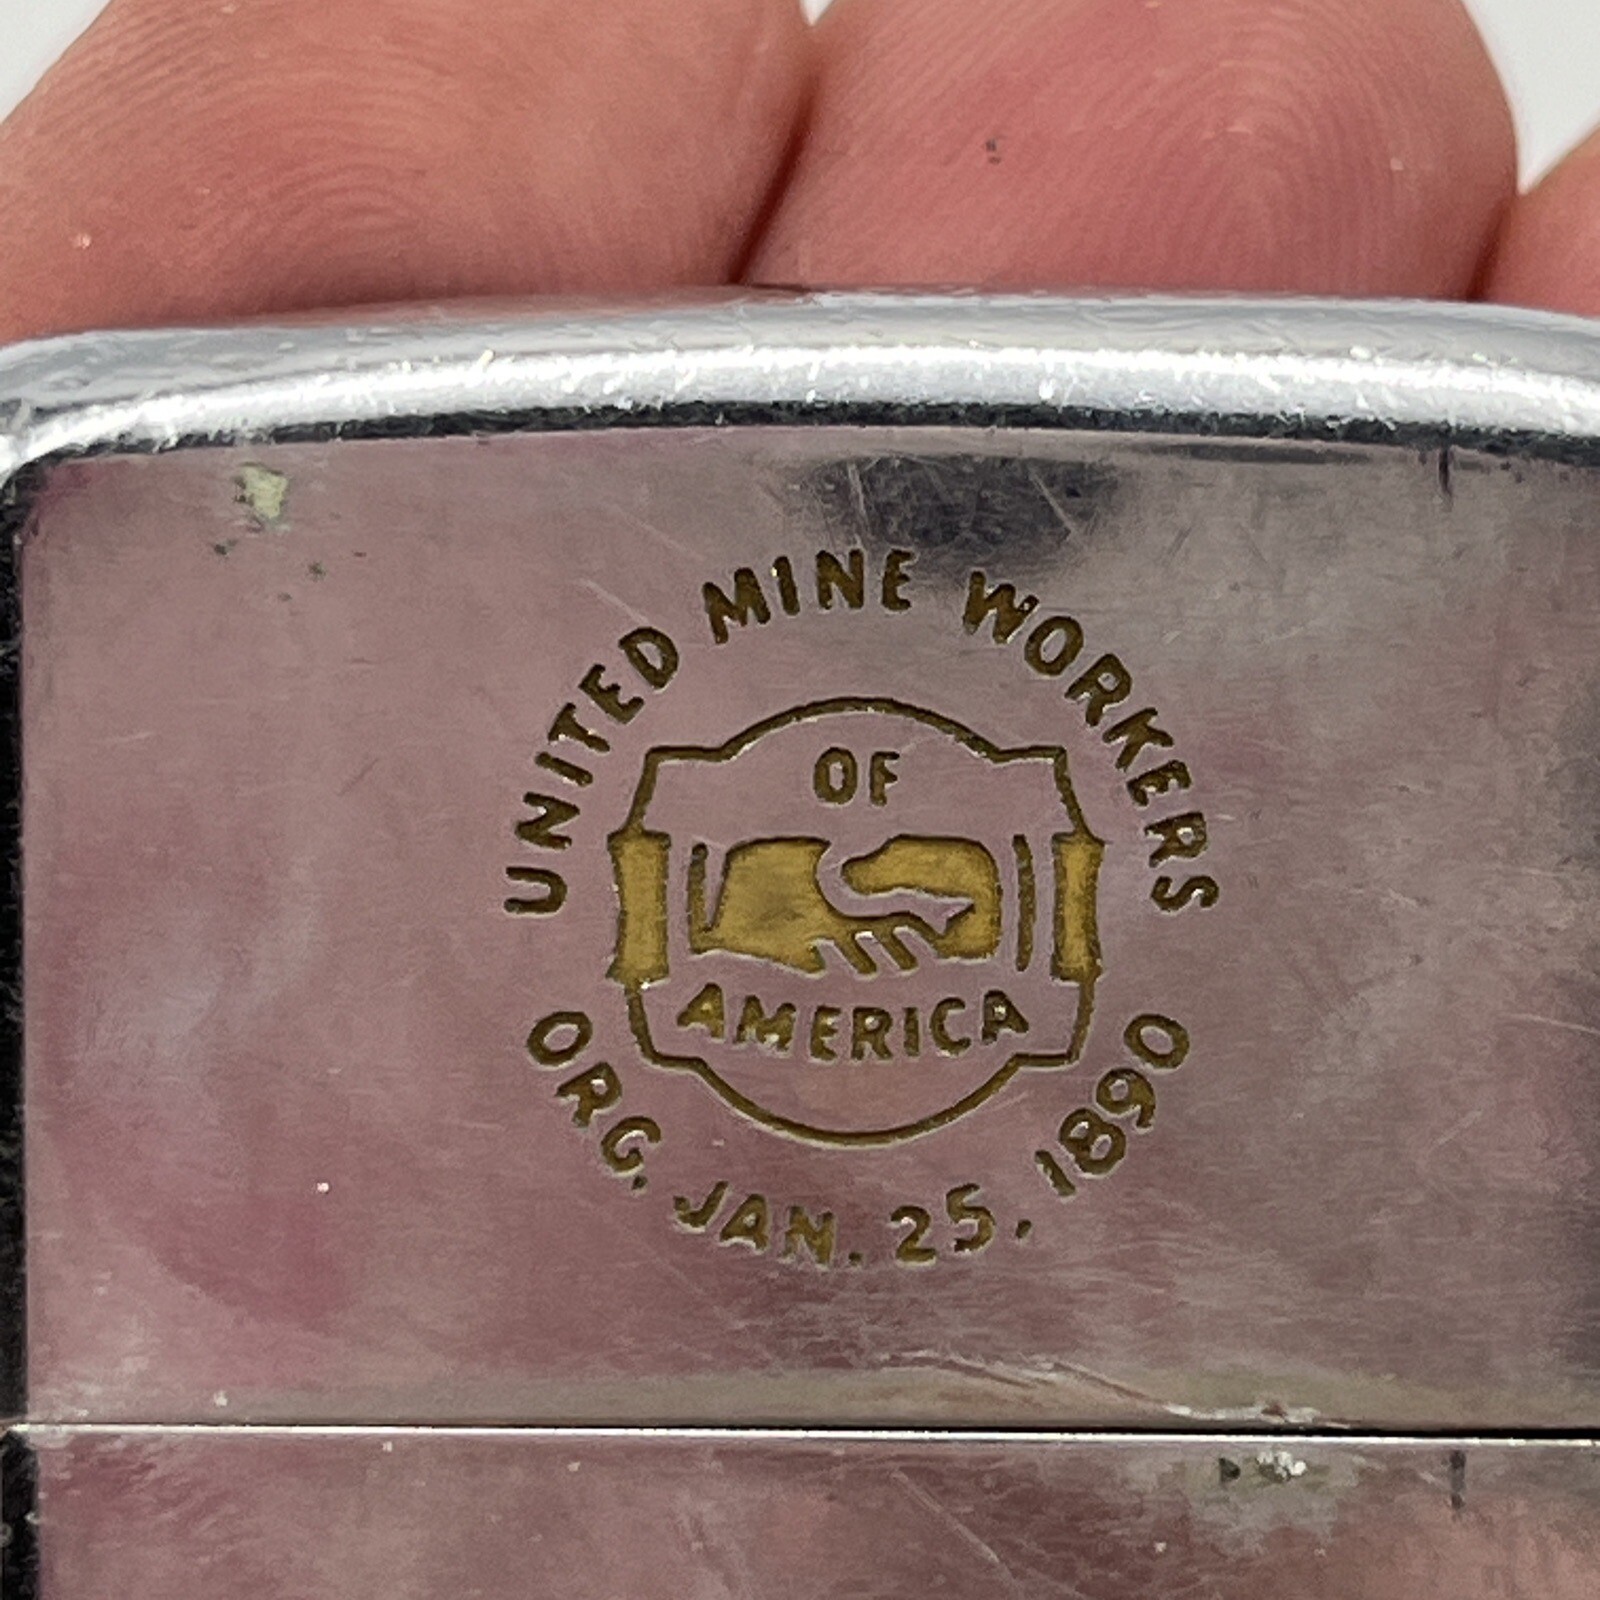 UNITED MINE WORKERS
OF
AMERICA
ORG. JAN. 25, 1890